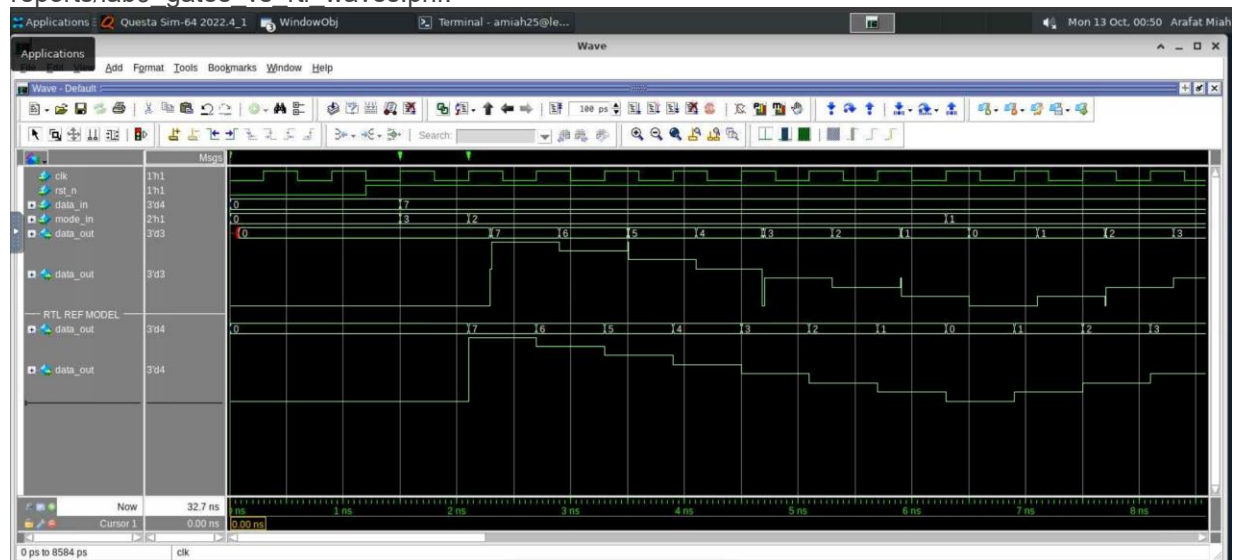 Applications
Questa Sim-64 2022.4_1
WindowObj
Terminal - amiah25@le...
Mon 13 Oct, 00:50 Arafat Miah
Applications
Wave
Add Format Tools Bookmarks Window Help
Wave - Default
100 ps
Search:
Msgs
clk 1'h1
rst_n 1'h1
data_in 3'd4 0 7
mode_in 2'h1 0 3 2 1
data_out 3'd3 0 7 6 5 4 3 2 1 0 1 2 3
data_out 3'd3
RTL REF MODEL
data_out 3'd4 0 7 6 5 4 3 2 1 0 1 2 3
data_out 3'd4
Now 32.7 ns ns 1 ns 2 ns 3 ns 4 ns 5 ns 6 ns 7 ns 8 ns
Cursor 1 0.00 ns 0.00 ns
0 ps to 8584 ps clk